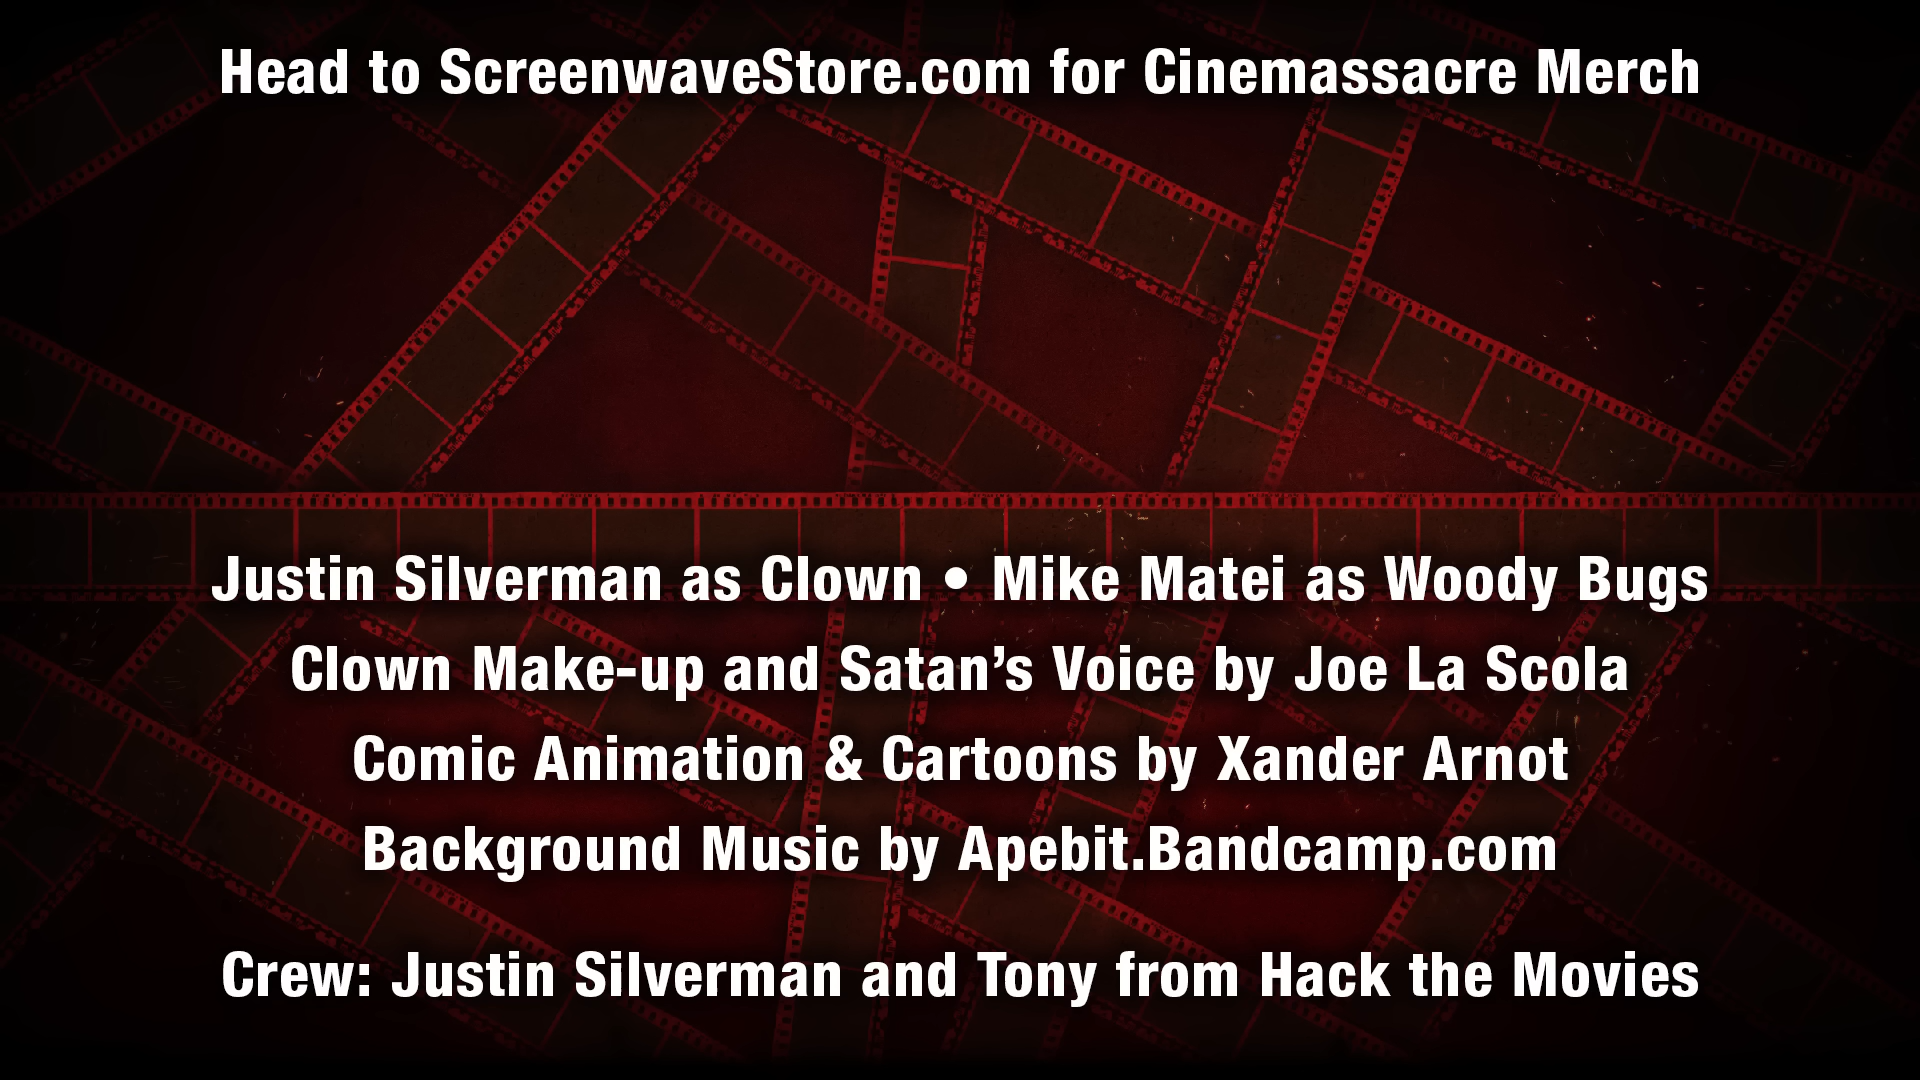 Head to ScreenwaveStore.com for Cinemassacre Merch
Justin Silverman as Clown • Mike Matei as Woody Bugs
Clown Make-up and Satan’s Voice by Joe La Scola
Comic Animation & Cartoons by Xander Arnot
Background Music by Apebit.Bandcamp.com
Crew: Justin Silverman and Tony from Hack the Movies